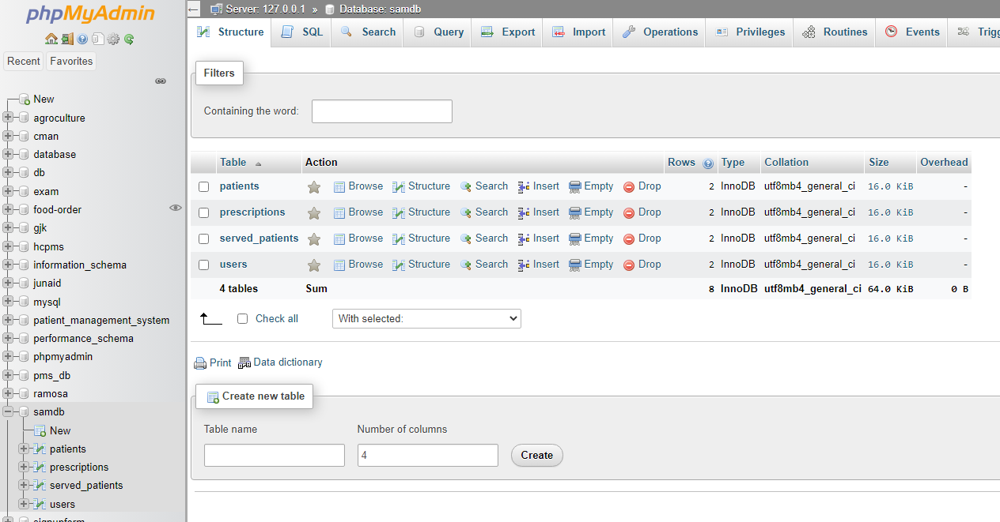 phpMyAdmin
Recent Favorites
New
agroculture
cman
database
db
exam
food-order
gjk
hcpms
information_schema
junaid
mysql
patient_management_system
performance_schema
phpmyadmin
pms_db
ramosa
samdb
New
patients
prescriptions
served_patients
users
signupform
Server: 127.0.0.1 » Database: samdb
Structure SQL Search Query Export Import Operations Privileges Routines Events Trigg
Filters
Containing the word:
Table Action Rows Type Collation Size Overhead
patients Browse Structure Search Insert Empty Drop 2 InnoDB utf8mb4_general_ci 16.0 KiB -
prescriptions Browse Structure Search Insert Empty Drop 2 InnoDB utf8mb4_general_ci 16.0 KiB -
served_patients Browse Structure Search Insert Empty Drop 2 InnoDB utf8mb4_general_ci 16.0 KiB -
users Browse Structure Search Insert Empty Drop 2 InnoDB utf8mb4_general_ci 16.0 KiB -
4 tables Sum 8 InnoDB utf8mb4_general_ci 64.0 KiB 0 B
Check all With selected:
Print Data dictionary
Create new table
Table name Number of columns
4 Create